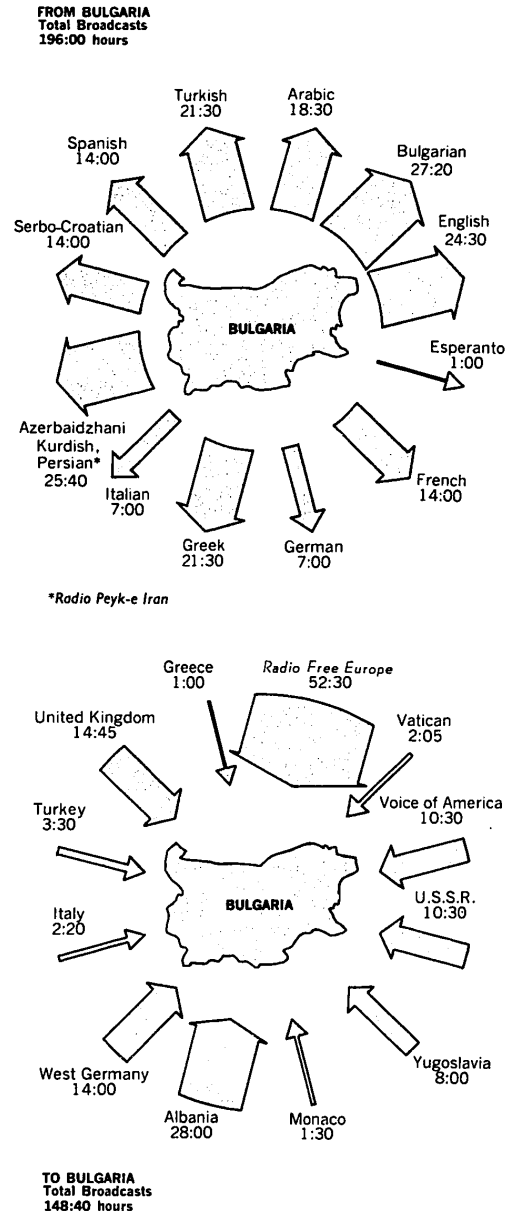 FROM BULGARIA
Total Broadcasts
196:00 hours
Turkish
21:30
Arabic
18:30
Spanish
14:00
Bulgarian
27:20
Serbo-Croatian
14:00
English
24:30
BULGARIA
Esperanto
1:00
Azerbaidzhani
Kurdish,
Persian*
25:40
Italian
7:00
French
14:00
Greek
21:30
German
7:00
*Radio Peyk-e Iran
Greece
1:00
Radio Free Europe
52:30
United Kingdom
14:45
Vatican
2:05
Turkey
3:30
Voice of America
10:30
Italy
2:20
BULGARIA
U.S.S.R.
10:30
West Germany
14:00
Yugoslavia
8:00
Albania
28:00
Monaco
1:30
TO BULGARIA
Total Broadcasts
148:40 hours